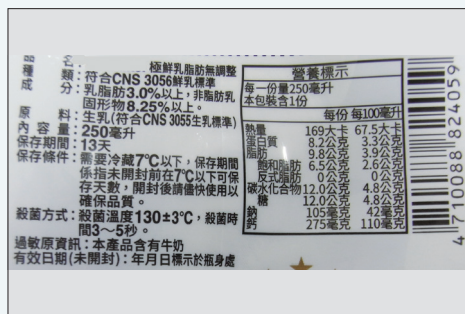 品名：極鮮乳脂肪無調整
種類：符合CNS 3056鮮乳標準
成分：乳脂肪3.0%以上，非脂肪乳
固形物8.25%以上。
原料：生乳(符合CNS 3055生乳標準)
內容量：250毫升
保存期間：13天
保存條件：需要冷藏7℃以下，保存期間
係指未開封前在7℃以下可保
存天數，開封後請儘快使用以
確保品質。
殺菌方式：殺菌溫度130±3℃，殺菌時
間3～5秒。
過敏原資訊：本產品含有牛奶
有效日期(未開封)：年月日標示於瓶身處
營養標示
每一份量250毫升
本包裝含1份
每份 每100毫升
熱量 169大卡 67.5大卡
蛋白質 8.2公克 3.3公克
脂肪 9.8公克 3.9公克
飽和脂肪 6.5公克 2.6公克
反式脂肪 0公克 0公克
碳水化合物 12.0公克 4.8公克
糖 12.0公克 4.8公克
鈉 105毫克 42毫克
鈣 275毫克 110毫克
4 710088 824059